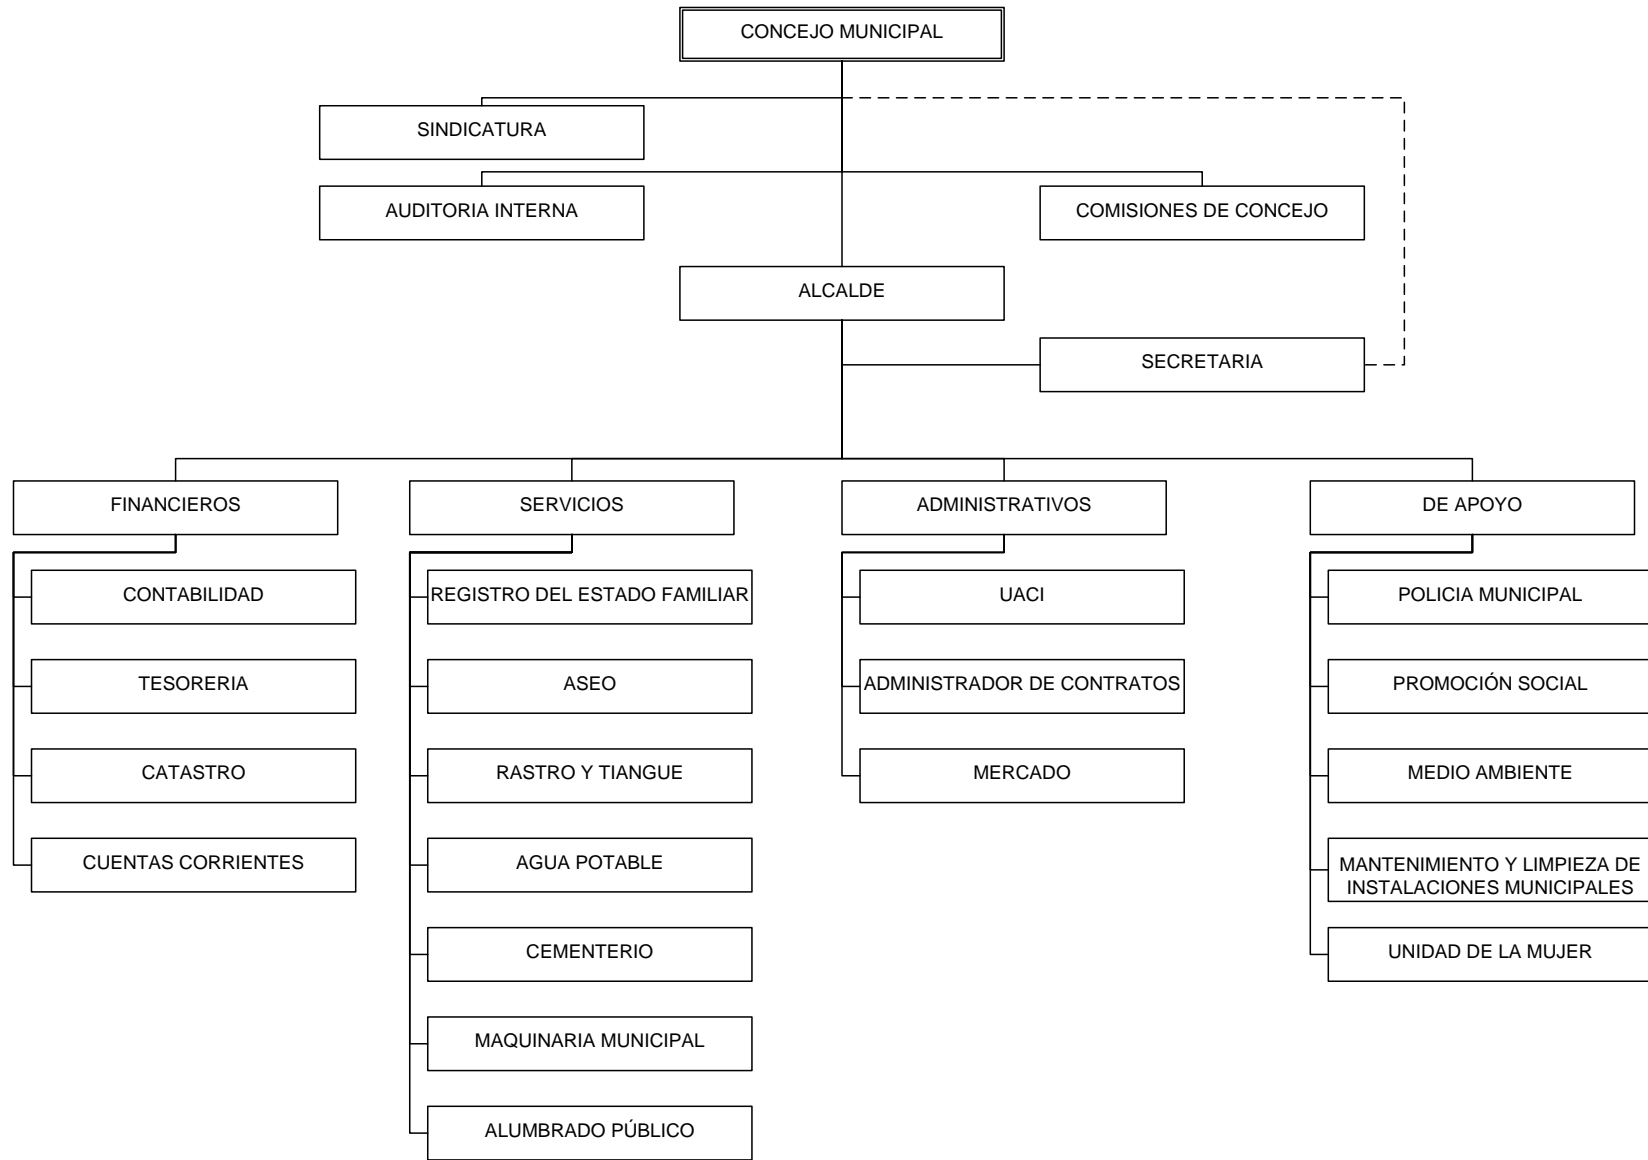 CONCEJO MUNICIPAL
SINDICATURA
AUDITORIA INTERNA
COMISIONES DE CONCEJO
ALCALDE
SECRETARIA
FINANCIEROS
SERVICIOS
ADMINISTRATIVOS
DE APOYO
CONTABILIDAD
REGISTRO DEL ESTADO FAMILIAR
UACI
POLICIA MUNICIPAL
TESORERIA
ASEO
ADMINISTRADOR DE CONTRATOS
PROMOCIÓN SOCIAL
CATASTRO
RASTRO Y TIANGUE
MERCADO
MEDIO AMBIENTE
CUENTAS CORRIENTES
AGUA POTABLE
MANTENIMIENTO Y LIMPIEZA DE
INSTALACIONES MUNICIPALES
CEMENTERIO
UNIDAD DE LA MUJER
MAQUINARIA MUNICIPAL
ALUMBRADO PÚBLICO